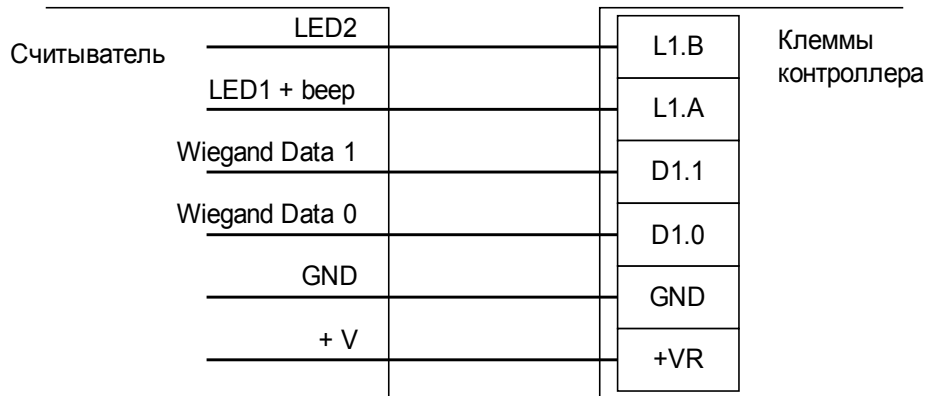 Считыватель
LED2
LED1 + beep
Wiegand Data 1
Wiegand Data 0
GND
+ V
L1.B
L1.A
D1.1
D1.0
GND
+VR
Клеммы
контроллера